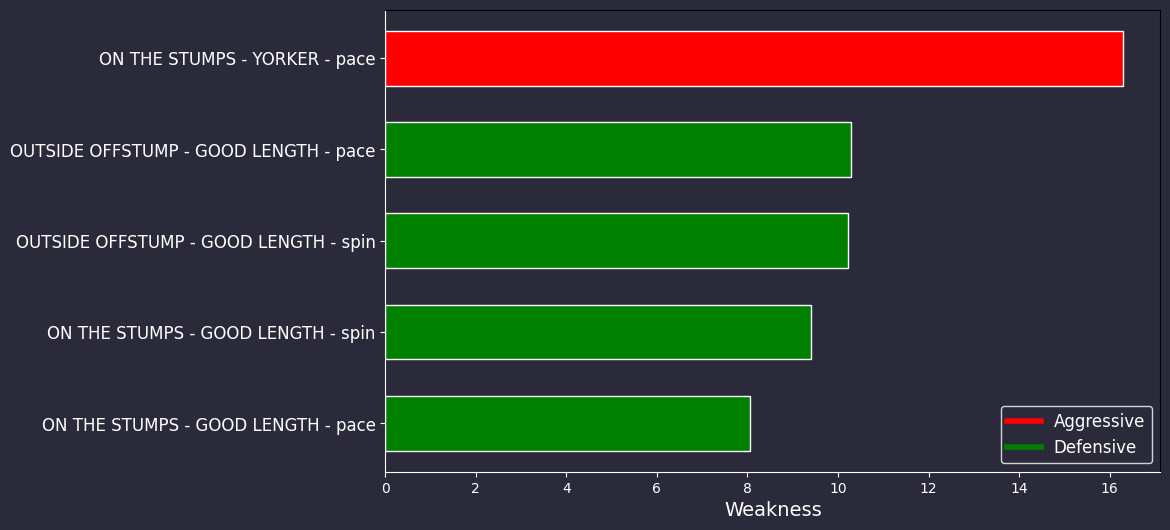 ON THE STUMPS - YORKER - pace
OUTSIDE OFFSTUMP - GOOD LENGTH - pace
OUTSIDE OFFSTUMP - GOOD LENGTH - spin
ON THE STUMPS - GOOD LENGTH - spin
ON THE STUMPS - GOOD LENGTH - pace
Aggressive
Defensive
0 2 4 6 8 10 12 14 16
Weakness